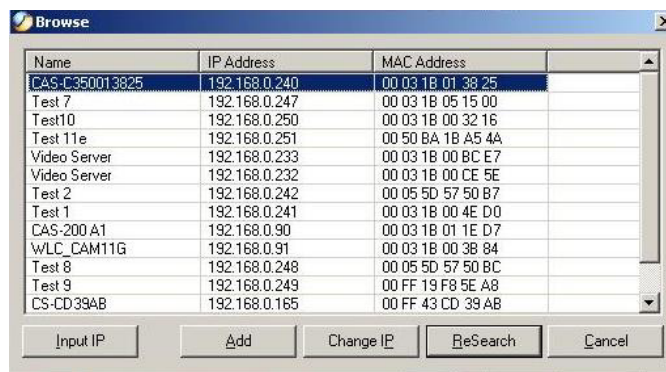 Browse
Name IP Address MAC Address
CAS-C350013825 192.168.0.240 00 03 1B 01 38 25
Test 7 192.168.0.247 00 03 1B 05 15 00
Test10 192.168.0.250 00 03 1B 00 32 16
Test 11e 192.168.0.251 00 50 BA 1B A5 4A
Video Server 192.168.0.233 00 03 1B 00 BC E7
Video Server 192.168.0.232 00 03 1B 00 CE 5E
Test 2 192.168.0.242 00 05 5D 57 50 B7
Test 1 192.168.0.241 00 03 1B 00 4E D0
CAS-200 A1 192.168.0.90 00 03 1B 01 1E D7
WLC_CAM11G 192.168.0.91 00 03 1B 00 3B 84
Test 8 192.168.0.248 00 05 5D 57 50 BC
Test 9 192.168.0.249 00 FF 19 F8 5E A8
CS-CD39AB 192.168.0.165 00 FF 43 CD 39 AB
Input IP Add Change IP ReSearch Cancel